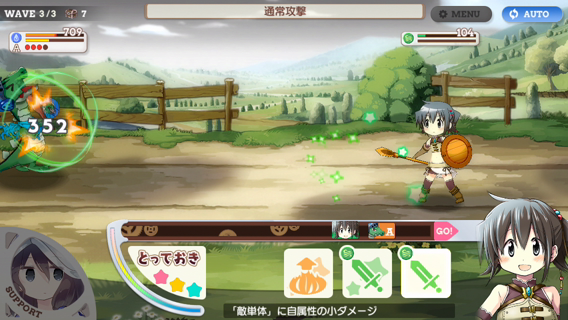 WAVE 3/3 7
通常攻撃
MENU
AUTO
709
A
104
352
A
GO!
とっておき
SUPPORT
「敵単体」に自属性の小ダメージ